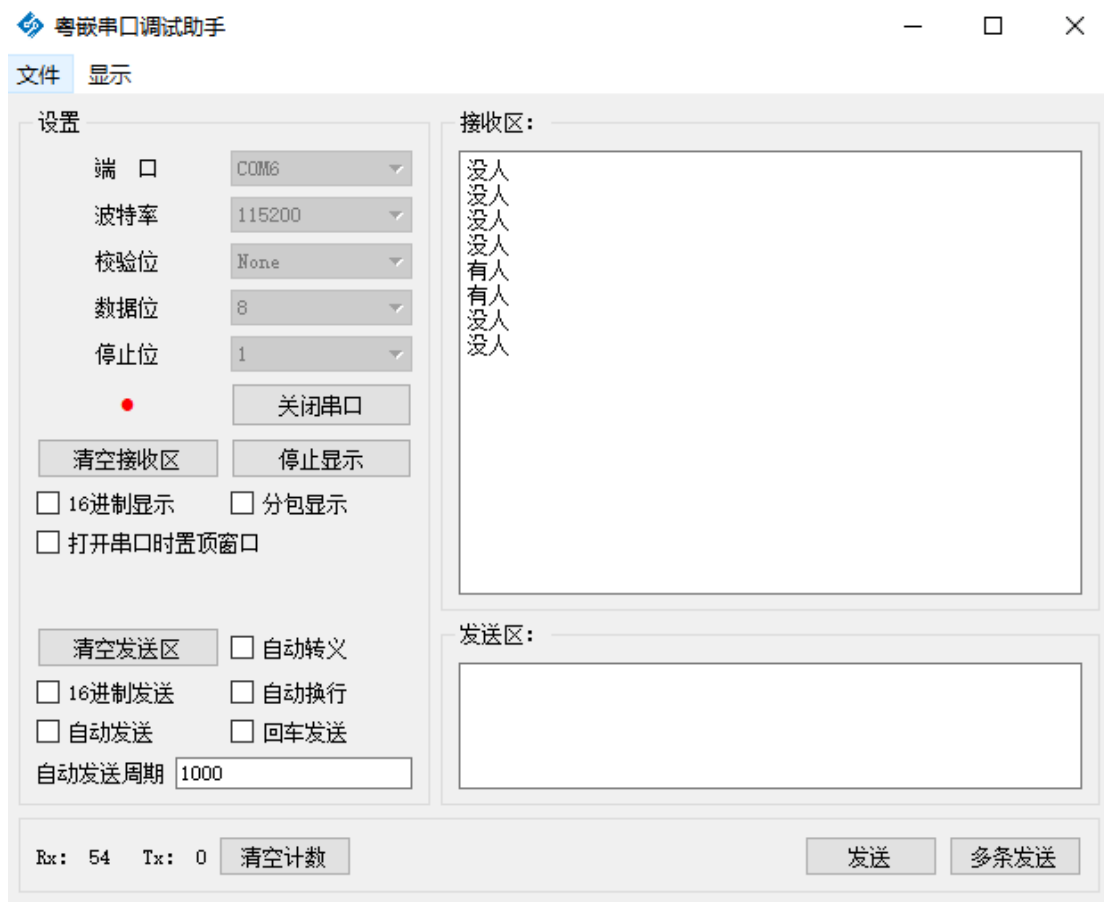 粤嵌串口调试助手
文件 显示
设置
端 口 COM6
波特率 115200
校验位 None
数据位 8
停止位 1
关闭串口
清空接收区 停止显示
16进制显示 分包显示
打开串口时置顶窗口
清空发送区 自动转义
16进制发送 自动换行
自动发送 回车发送
自动发送周期 1000
接收区:
没人
没人
没人
没人
有人
有人
没人
没人
发送区:
Rx: 54 Tx: 0 清空计数 发送 多条发送